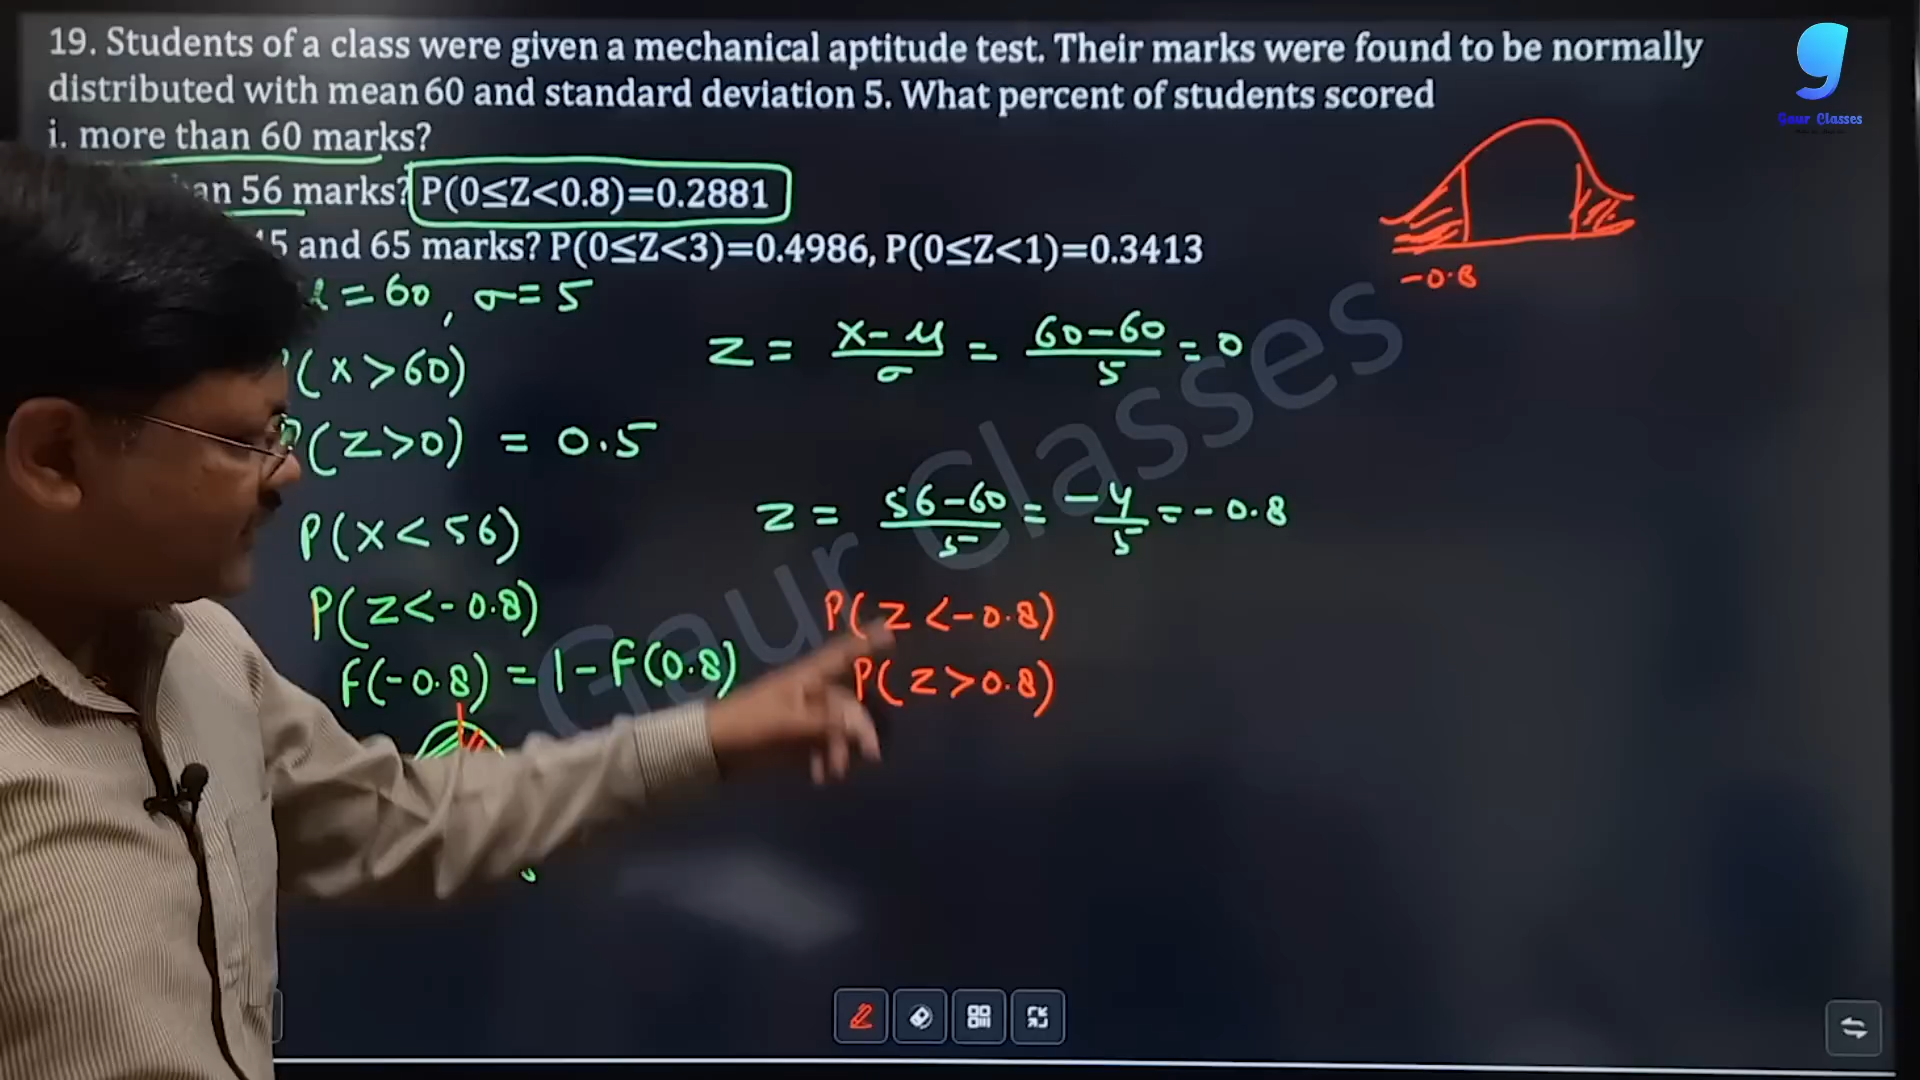 19. Students of a class were given a mechanical aptitude test. Their marks were found to be normally
distributed with mean 60 and standard deviation 5. What percent of students scored
i. more than 60 marks?
an 56 marks? P(0≤Z<0.8)=0.2881
5 and 65 marks? P(0≤Z<3)=0.4986, P(0≤Z<1)=0.3413
= 60, σ = 5
(x > 60)
z = x-μ/σ = 60-60/5 = 0
P(z > 0) = 0.5
P(x < 56)
z = 56-60/5 = -4/5 = -0.8
P(z < -0.8)
F(-0.8) = 1 - F(0.8)
P(z < -0.8)
P(z > 0.8)
-0.8
g
Gaur Classes
Gaur Classes